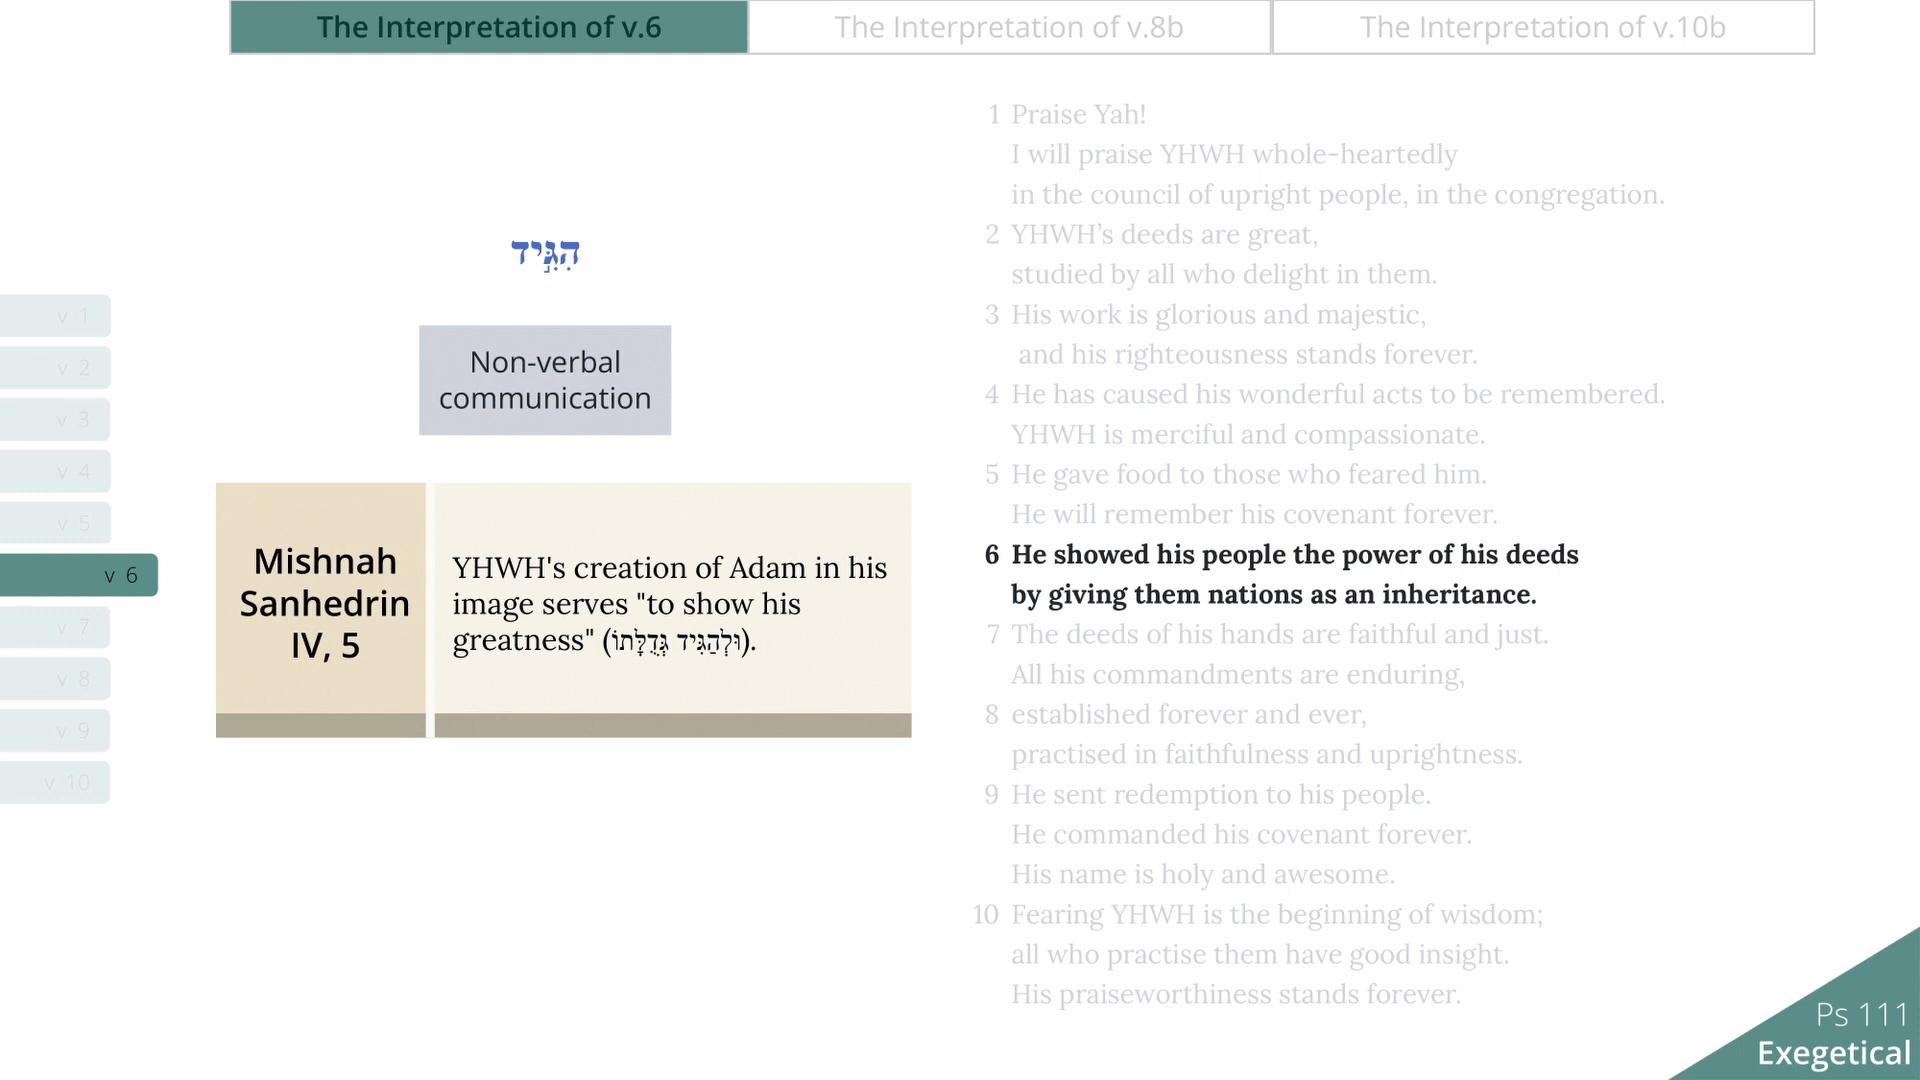 The Interpretation of v.6
The Interpretation of v.8b
The Interpretation of v.10b
הִגִּ֣יד
Non-verbal
communication
Mishnah
Sanhedrin
IV, 5
YHWH's creation of Adam in his
image serves "to show his
greatness" (וּלְהַגִּיד גְּדֻלָּתוֹ).
v 1
v 2
v 3
v 4
v 5
v 6
v 7
v 8
v 9
v 10
1 Praise Yah!
I will praise YHWH whole-heartedly
in the council of upright people, in the congregation.
2 YHWH’s deeds are great,
studied by all who delight in them.
3 His work is glorious and majestic,
and his righteousness stands forever.
4 He has caused his wonderful acts to be remembered.
YHWH is merciful and compassionate.
5 He gave food to those who feared him.
He will remember his covenant forever.
6 He showed his people the power of his deeds
by giving them nations as an inheritance.
7 The deeds of his hands are faithful and just.
All his commandments are enduring,
8 established forever and ever,
practised in faithfulness and uprightness.
9 He sent redemption to his people.
He commanded his covenant forever.
His name is holy and awesome.
10 Fearing YHWH is the beginning of wisdom;
all who practise them have good insight.
His praiseworthiness stands forever.
Ps 111
Exegetical